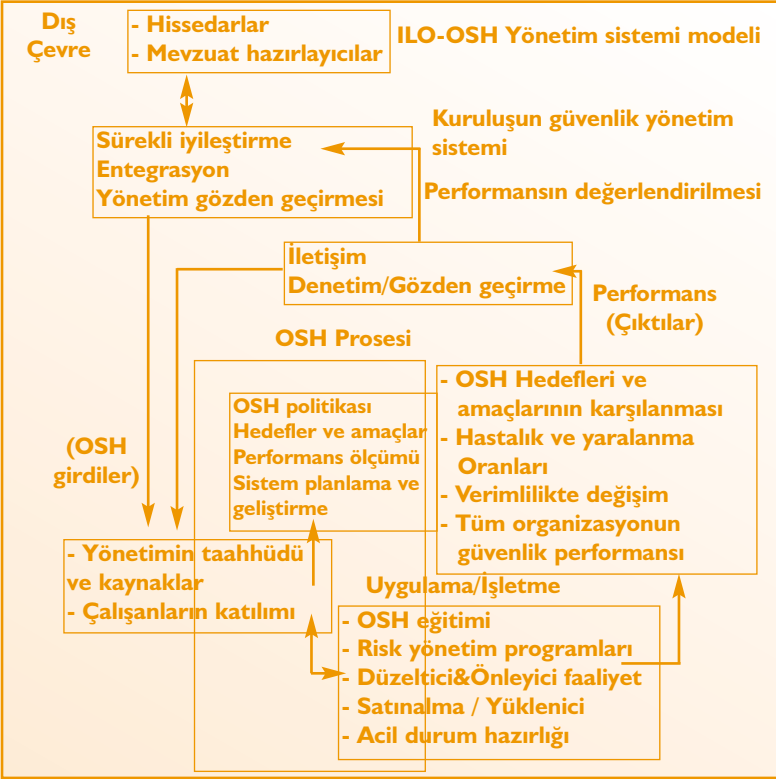 Dış
Çevre
- Hissedarlar
- Mevzuat hazırlayıcılar
ILO-OSH Yönetim sistemi modeli
Kuruluşun güvenlik yönetim
sistemi
Sürekli iyileştirme
Entegrasyon
Yönetim gözden geçirmesi
Performansın değerlendirilmesi
İletişim
Denetim/Gözden geçirme
Performans
(Çıktılar)
OSH Prosesi
- OSH Hedefleri ve
amaçlarının karşılanması
- Hastalık ve yaralanma
Oranları
- Verimlilikte değişim
- Tüm organizasyonun
güvenlik performansı
OSH politikası
Hedefler ve amaçlar
Performans ölçümü
Sistem planlama ve
geliştirme
(OSH
girdiler)
- Yönetimin taahhüdü
ve kaynaklar
- Çalışanların katılımı
Uygulama/İşletme
- OSH eğitimi
- Risk yönetim programları
- Düzeltici&Önleyici faaliyet
- Satınalma / Yüklenici
- Acil durum hazırlığı